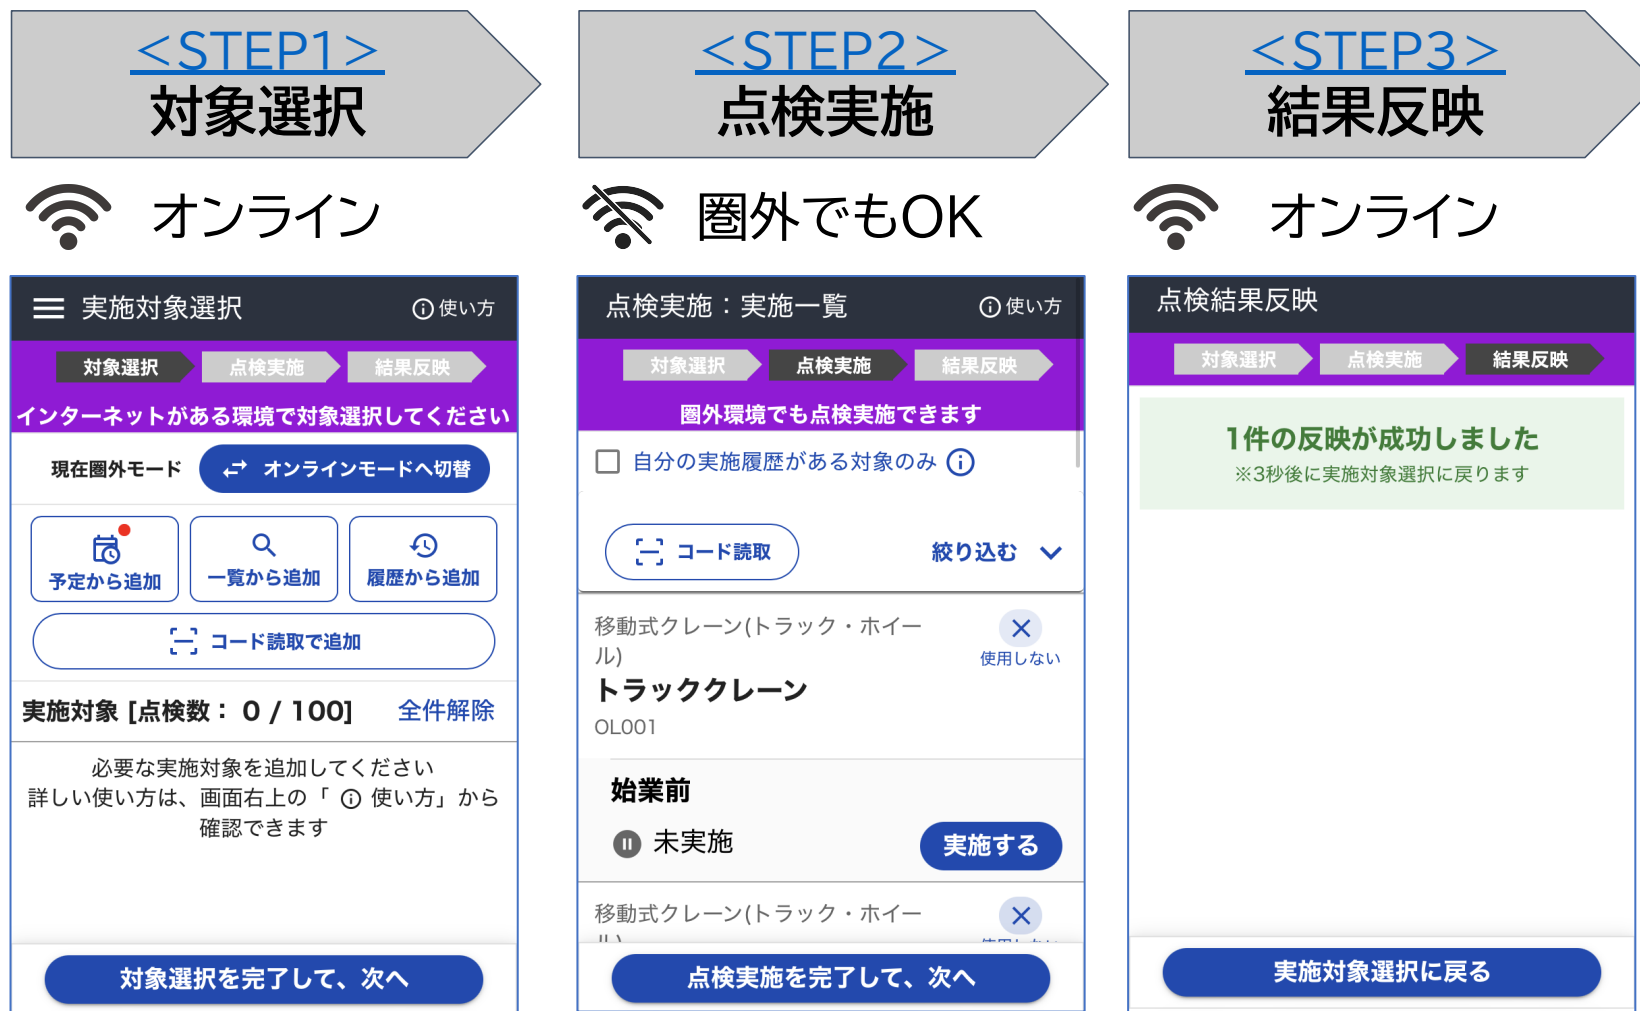 <STEP1>
対象選択
<STEP2>
点検実施
<STEP3>
結果反映
オンライン
圏外でもOK
オンライン
実施対象選択
使い方
対象選択
点検実施
結果反映
インターネットがある環境で対象選択してください
現在圏外モード
オンラインモードへ切替
予定から追加
一覧から追加
履歴から追加
コード読取で追加
実施対象 [点検数： 0 / 100]
全件解除
必要な実施対象を追加してください
詳しい使い方は、画面右上の「 ⓘ 使い方」から
確認できます
対象選択を完了して、次へ
点検実施：実施一覧
使い方
対象選択
点検実施
結果反映
圏外環境でも点検実施できます
自分の実施履歴がある対象のみ
コード読取
絞り込む
移動式クレーン(トラック・ホイー
ル)
使用しない
トラッククレーン
OL001
始業前
未実施
実施する
移動式クレーン(トラック・ホイー
点検実施を完了して、次へ
点検結果反映
対象選択
点検実施
結果反映
1件の反映が成功しました
※3秒後に実施対象選択に戻ります
実施対象選択に戻る